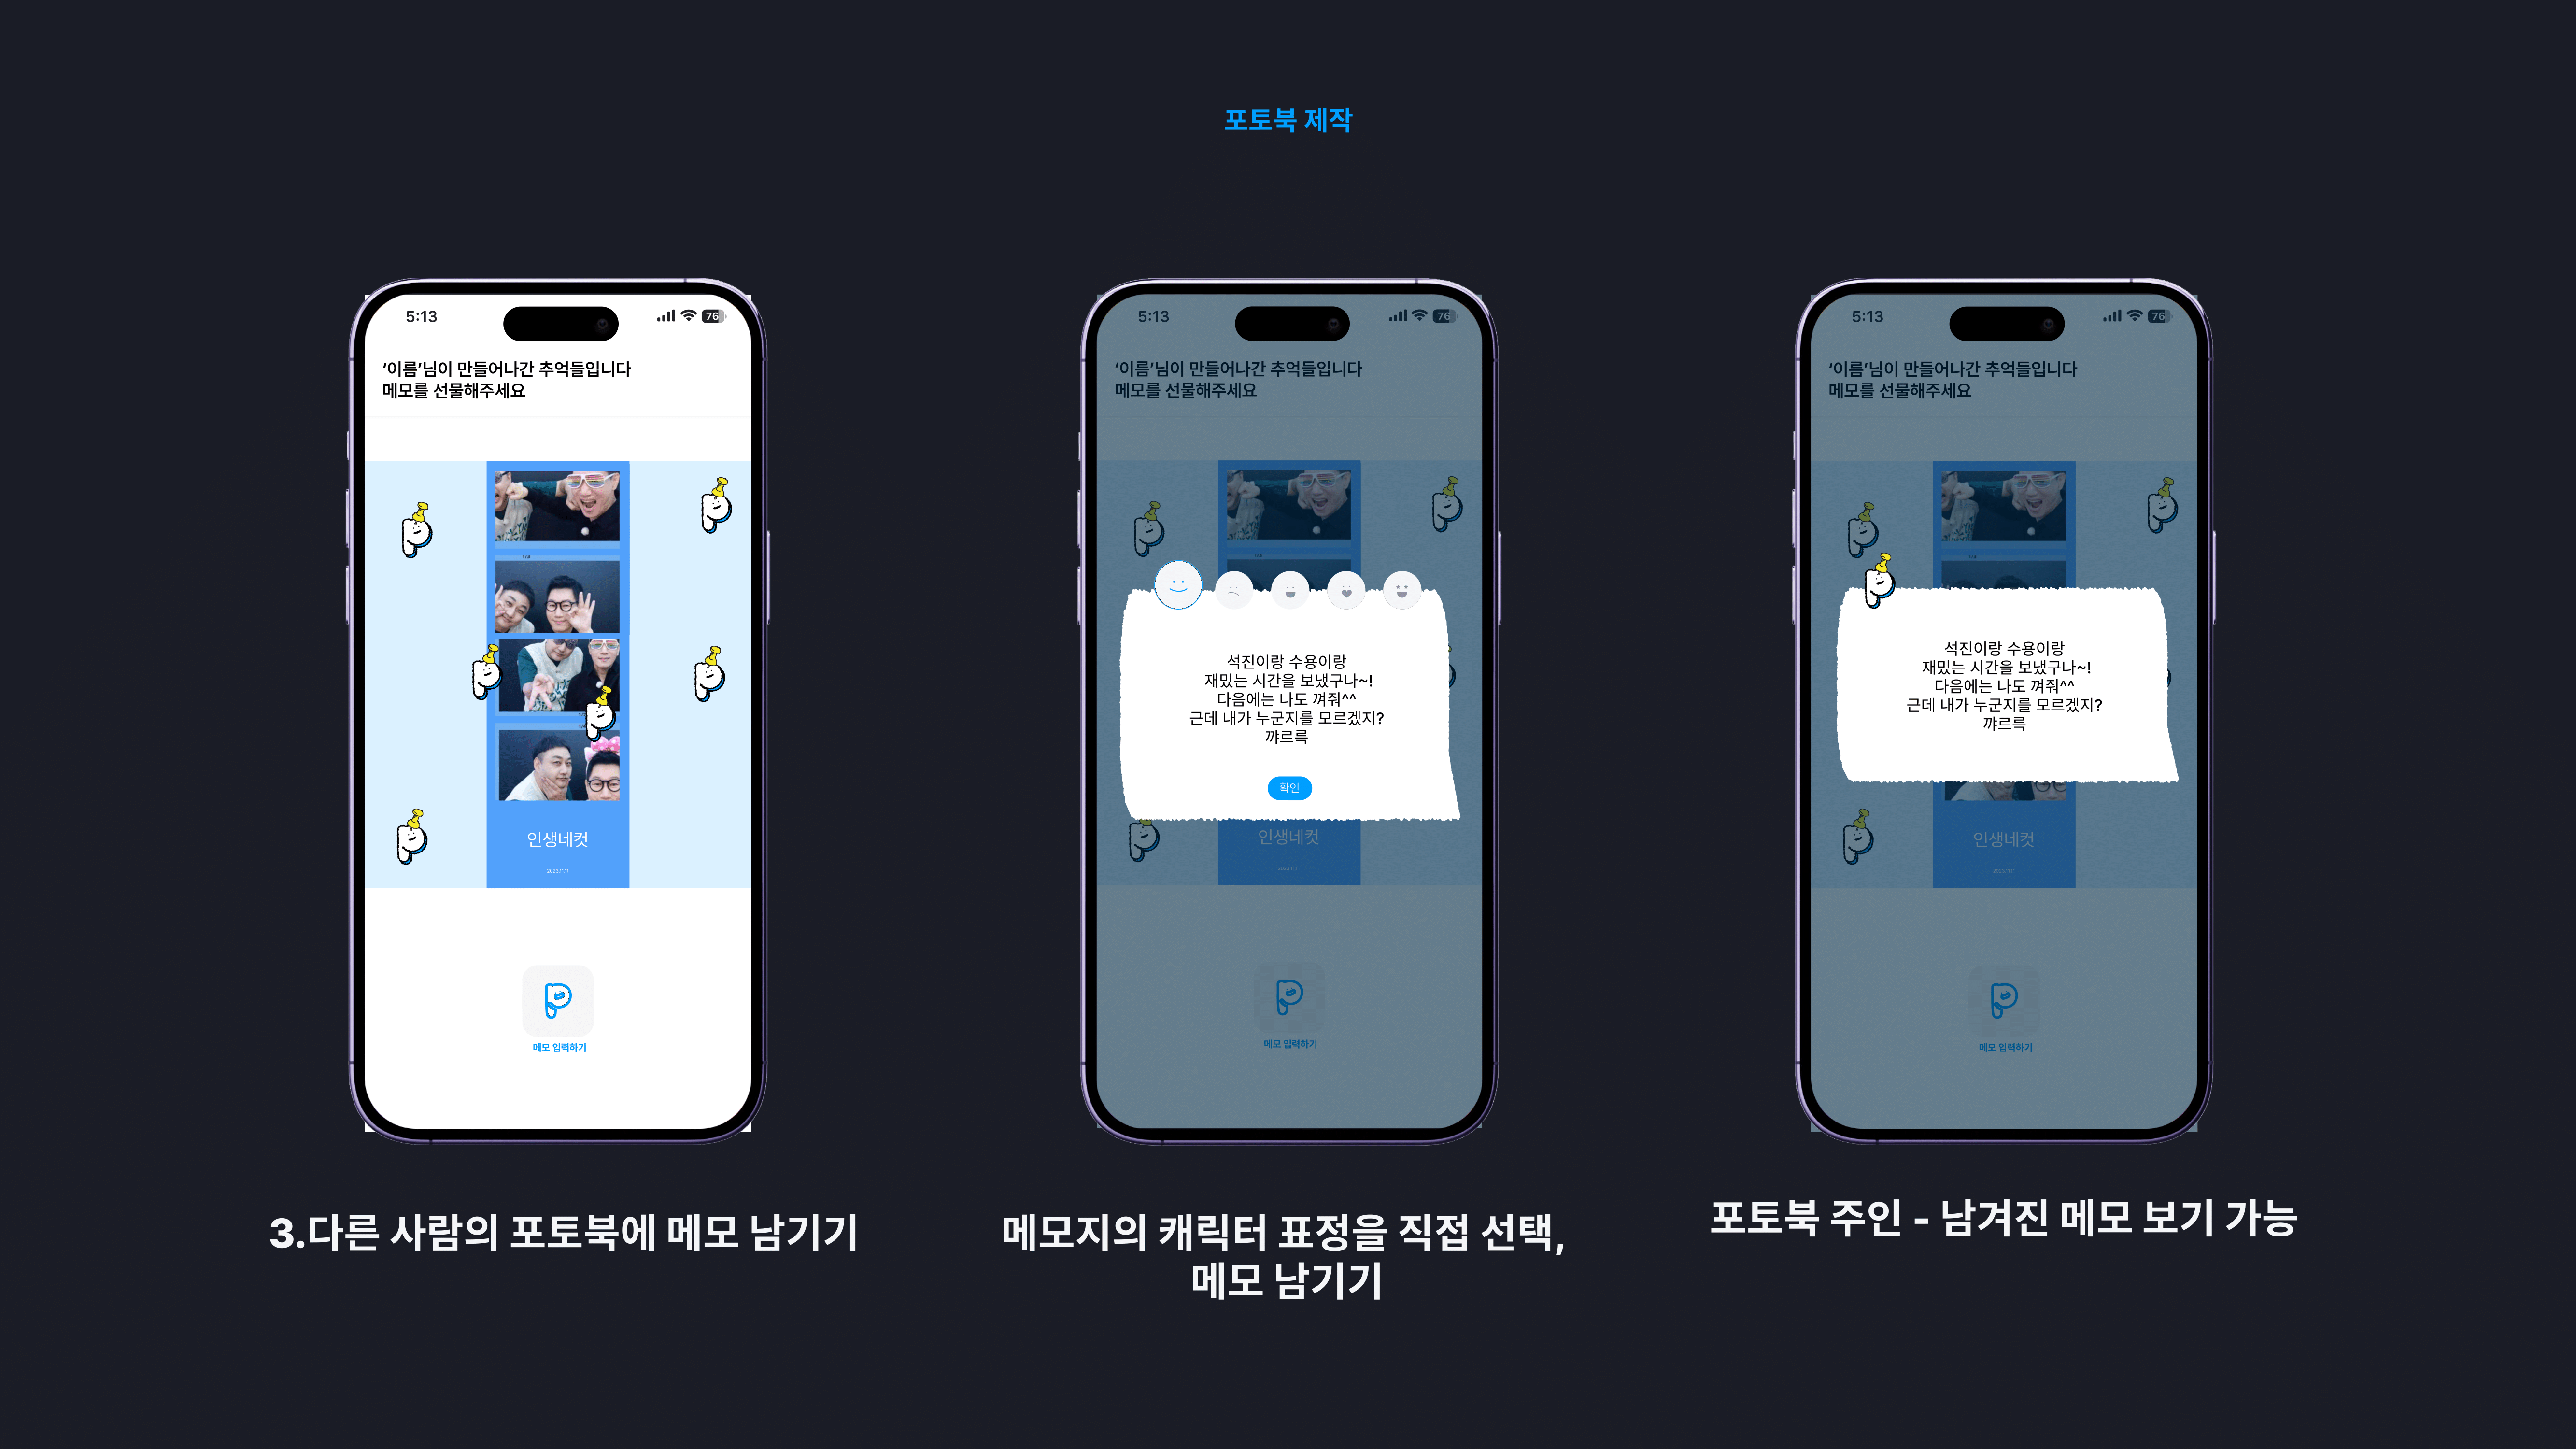 포토북 제작
5:13
76
‘이름’님이 만들어나간 추억들입니다
메모를 선물해주세요
인생네컷
2023.11.11
메모 입력하기
3.다른 사람의 포토북에 메모 남기기
5:13
76
‘이름’님이 만들어나간 추억들입니다
메모를 선물해주세요
석진이랑 수용이랑
재밌는 시간을 보냈구나~!
다음에는 나도 껴줘^^
근데 내가 누군지를 모르겠지?
꺄르륵
확인
인생네컷
2023.11.11
메모 입력하기
메모지의 캐릭터 표정을 직접 선택,
메모 남기기
5:13
76
‘이름’님이 만들어나간 추억들입니다
메모를 선물해주세요
석진이랑 수용이랑
재밌는 시간을 보냈구나~!
다음에는 나도 껴줘^^
근데 내가 누군지를 모르겠지?
꺄르륵
인생네컷
2023.11.11
메모 입력하기
포토북 주인 - 남겨진 메모 보기 가능